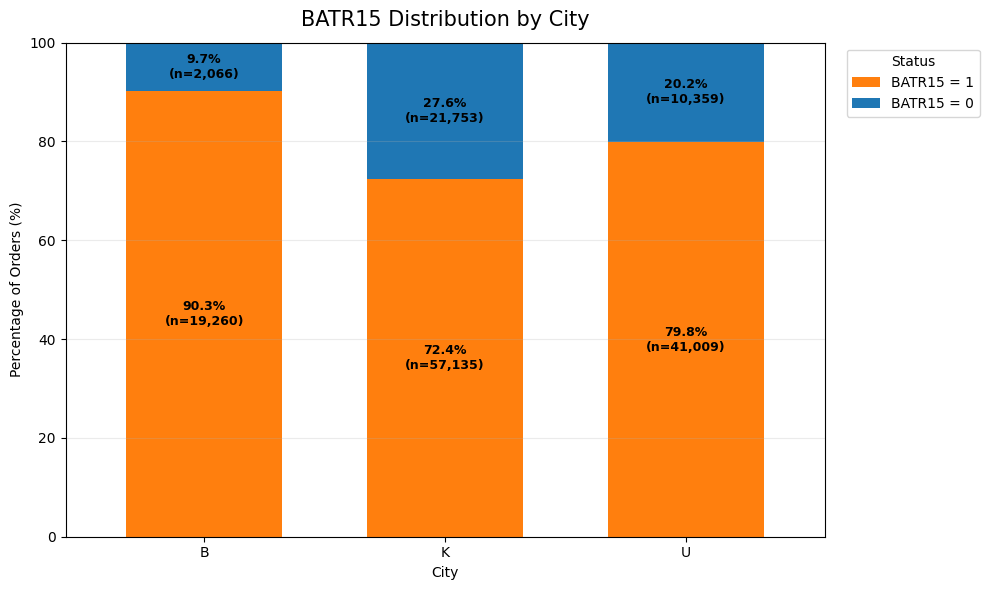 BATR15 Distribution by City
Status
BATR15 = 1
BATR15 = 0
Percentage of Orders (%)
100
80
60
40
20
0
9.7%
(n=2,066)
90.3%
(n=19,260)
27.6%
(n=21,753)
72.4%
(n=57,135)
20.2%
(n=10,359)
79.8%
(n=41,009)
B
K
U
City